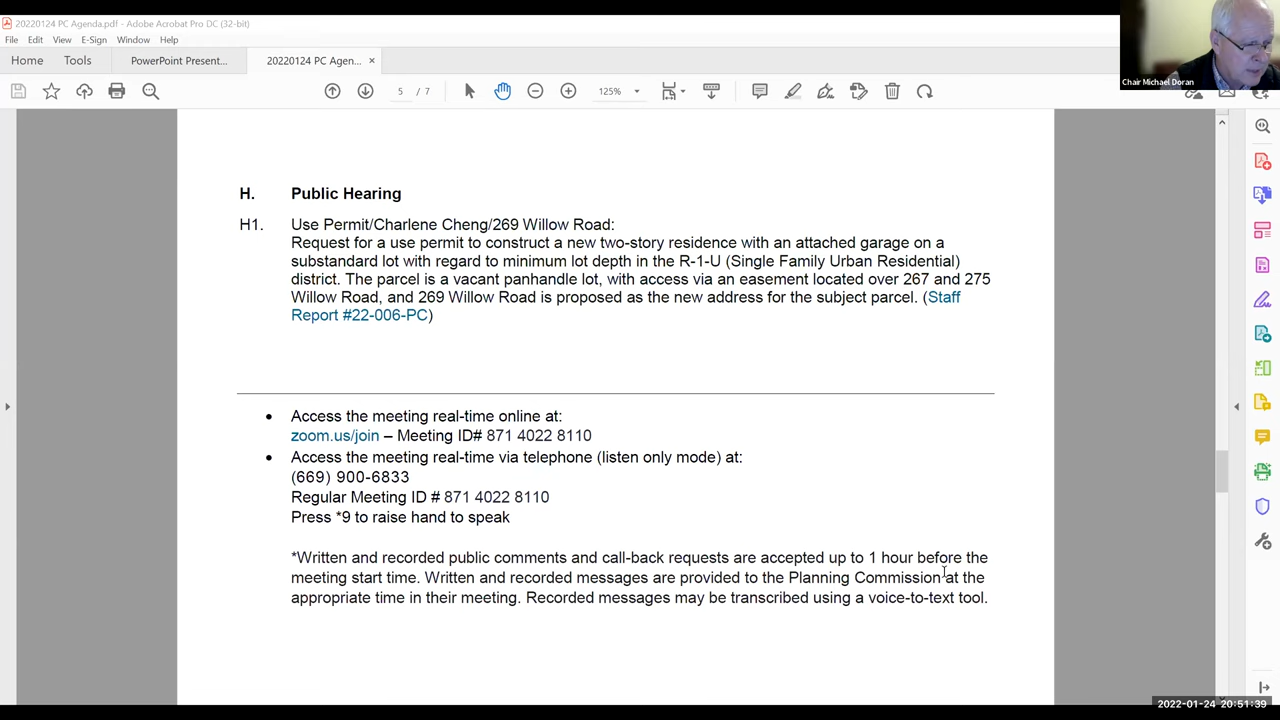 20220124 PC Agenda.pdf - Adobe Acrobat Pro DC (32-bit)
File Edit View E-Sign Window Help
Home Tools PowerPoint Present... 20220124 PC Agen... ×
5 / 7 125%
Chair Michael Doran
H. Public Hearing
H1. Use Permit/Charlene Cheng/269 Willow Road:
Request for a use permit to construct a new two-story residence with an attached garage on a
substandard lot with regard to minimum lot depth in the R-1-U (Single Family Urban Residential)
district. The parcel is a vacant panhandle lot, with access via an easement located over 267 and 275
Willow Road, and 269 Willow Road is proposed as the new address for the subject parcel. (Staff
Report #22-006-PC)
• Access the meeting real-time online at:
zoom.us/join – Meeting ID# 871 4022 8110
• Access the meeting real-time via telephone (listen only mode) at:
(669) 900-6833
Regular Meeting ID # 871 4022 8110
Press *9 to raise hand to speak
*Written and recorded public comments and call-back requests are accepted up to 1 hour before the
meeting start time. Written and recorded messages are provided to the Planning Commission at the
appropriate time in their meeting. Recorded messages may be transcribed using a voice-to-text tool.
2022-01-24 20:51:39